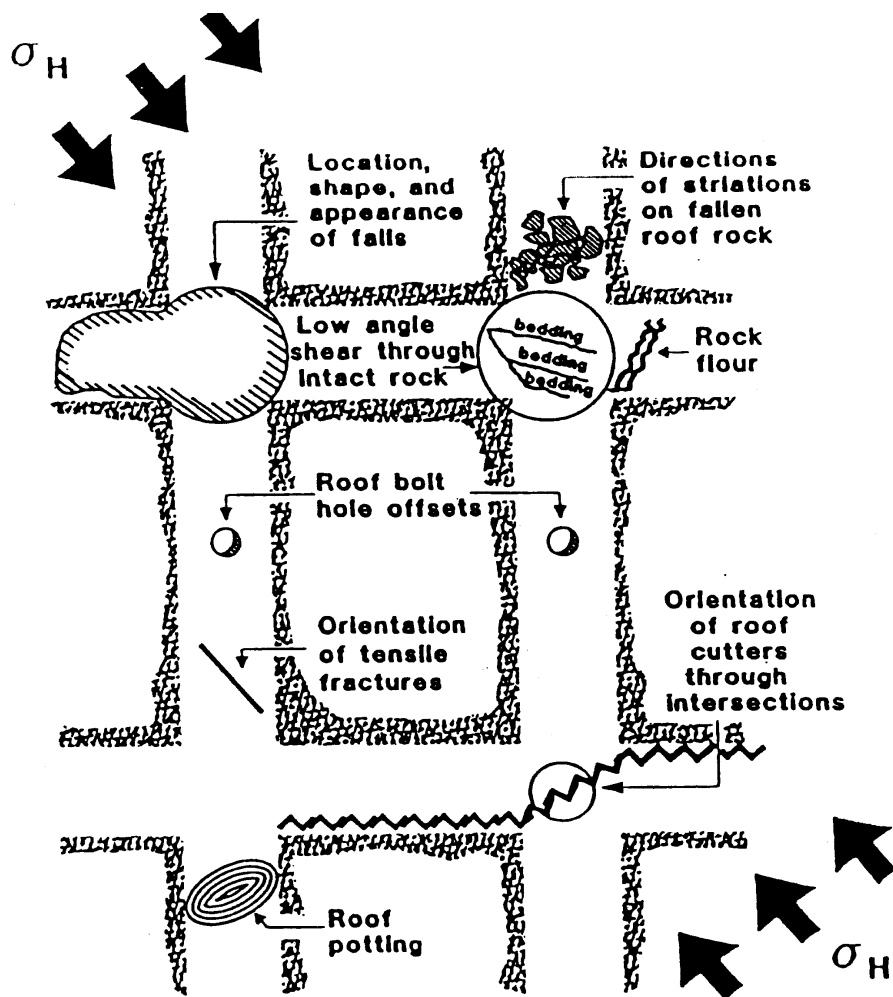 σH
Location,
shape, and
appearance
of falls
Directions
of striations
on fallen
roof rock
Low angle
shear through
intact rock
bedding
bedding
bedding
Rock
flour
Roof bolt
hole offsets
Orientation
of tensile
fractures
Orientation
of roof
cutters
through
intersections
Roof
potting
σH